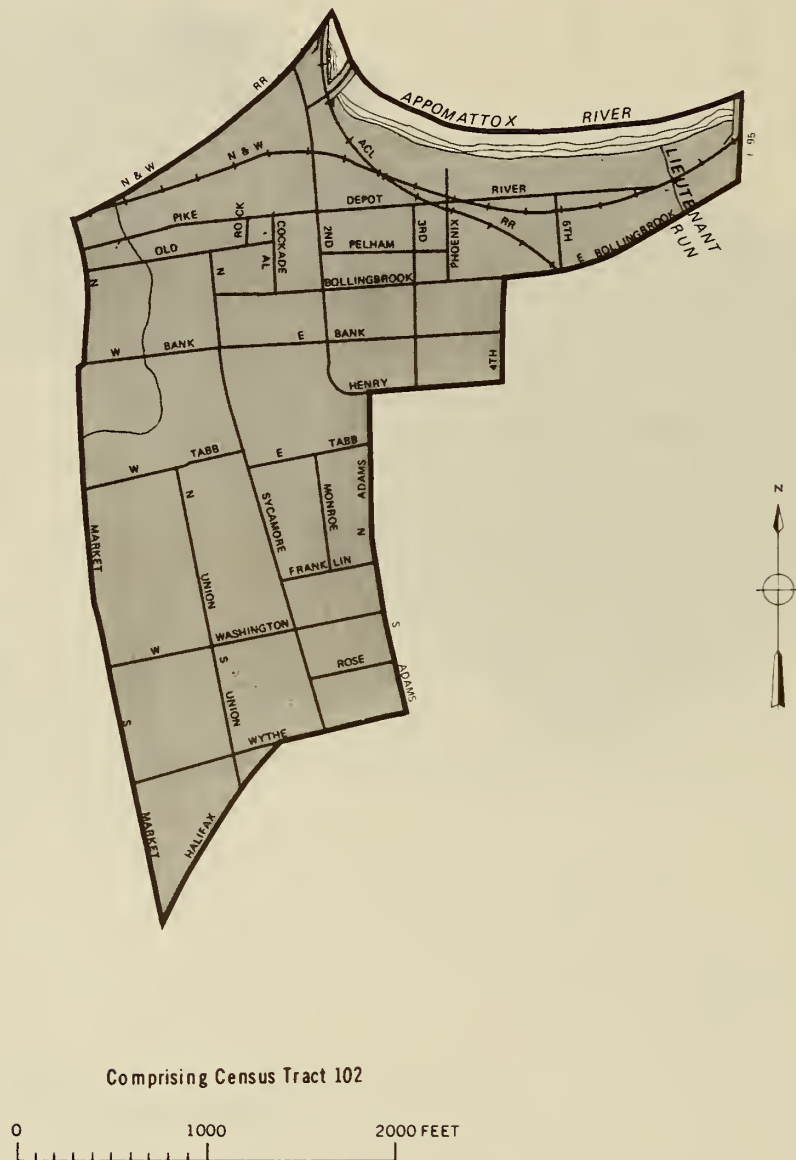 APPOMATTOX RIVER
RR
N & W
N & W
ACL
I 95
LIEUTENANT RUN
RIVER
DEPOT
PIKE
ROCK
COCKADE AL
2ND
3RD
PHOENIX
RR
5TH
E BOLLINGBROOK
OLD
PELHAM
N
N
BOLLINGBROOK
W BANK
E BANK
4TH
HENRY
W TABB
E TABB
N ADAMS
N UNION
SYCAMORE
MONROE
MARKET
FRANKLIN
W WASHINGTON
S ADAMS
ROSE
S UNION
S MARKET
WYTHE
HALIFAX
N
Comprising Census Tract 102
0 1000 2000 FEET